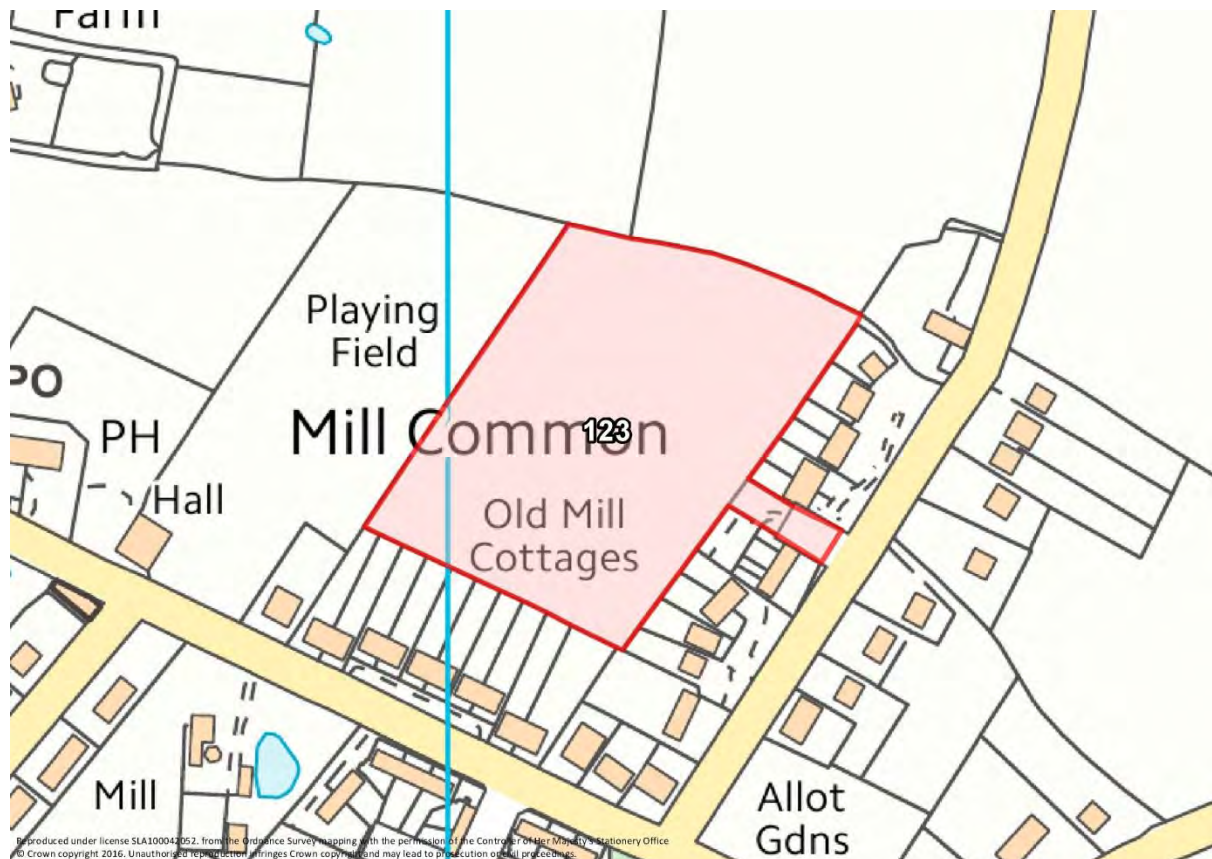 Farm
Playing
Field
PO
PH
Mill Common
123
Hall
Old Mill
Cottages
Mill
Allot
Gdns
Reproduced under license SLA100042052. from the Ordnance Survey mapping with the permission of the Controller of Her Majesty's Stationery Office
© Crown copyright 2016. Unauthorised reproduction infringes Crown copyright and may lead to prosecution or civil proceedings.